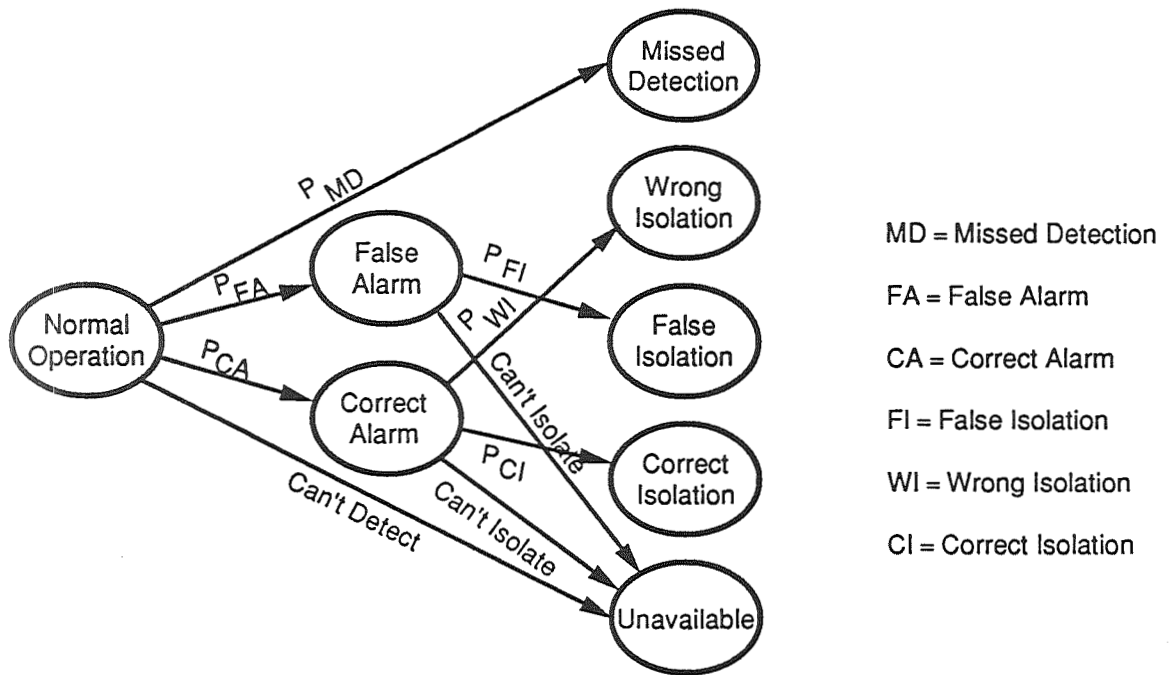 Missed
Detection
P MD
Wrong
Isolation
False
Alarm
P FI
P FA
P WI
MD = Missed Detection
FA = False Alarm
CA = Correct Alarm
FI = False Isolation
WI = Wrong Isolation
CI = Correct Isolation
Normal
Operation
False
Isolation
P CA
Can't Isolate
Correct
Alarm
P CI
Correct
Isolation
Can't Detect
Can't Isolate
Unavailable